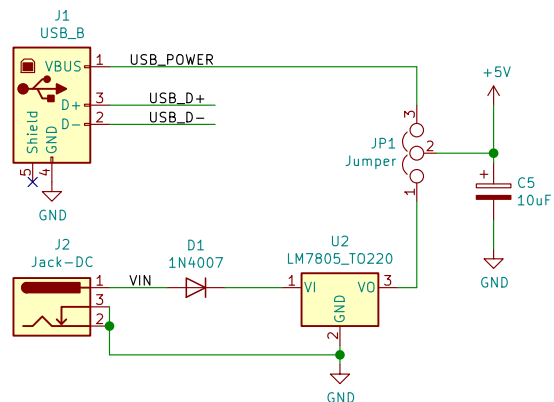 J1
USB_B
VBUS 1 USB_POWER
D+ 3 USB_D+
D- 2 USB_D-
Shield GND
5 4
GND
+5V
3
JP1
Jumper
2
1
+
C5
10uF
GND
J2
Jack-DC
1 VIN
3
2
D1
1N4007
U2
LM7805_TO220
1 VI VO 3
GND
2
GND